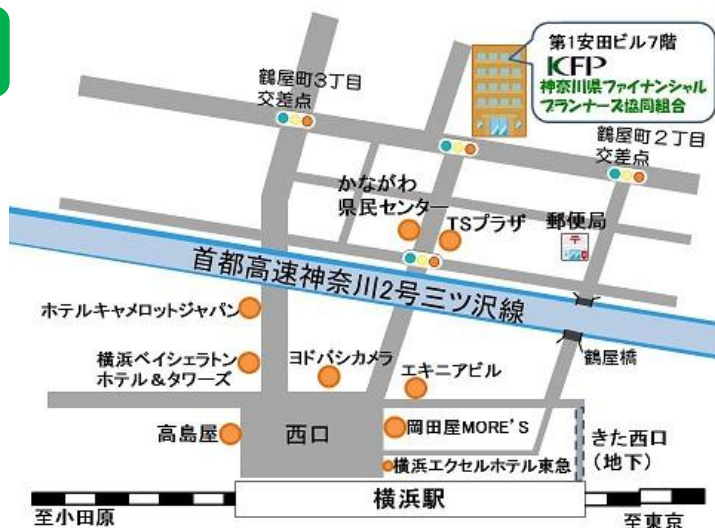 第1安田ビル7階
KFP
神奈川県ファイナンシャル
プランナーズ協同組合
鶴屋町3丁目
交差点
鶴屋町2丁目
交差点
かながわ
県民センター
TSプラザ
郵便局
〒
首都高速神奈川2号三ツ沢線
ホテルキャメロットジャパン
鶴屋橋
横浜ベイシェラトン
ホテル&タワーズ
ヨドバシカメラ
エキニアビル
高島屋
西口
岡田屋MORE'S
きた西口
(地下)
横浜エクセルホテル東急
横浜駅
至小田原
至東京